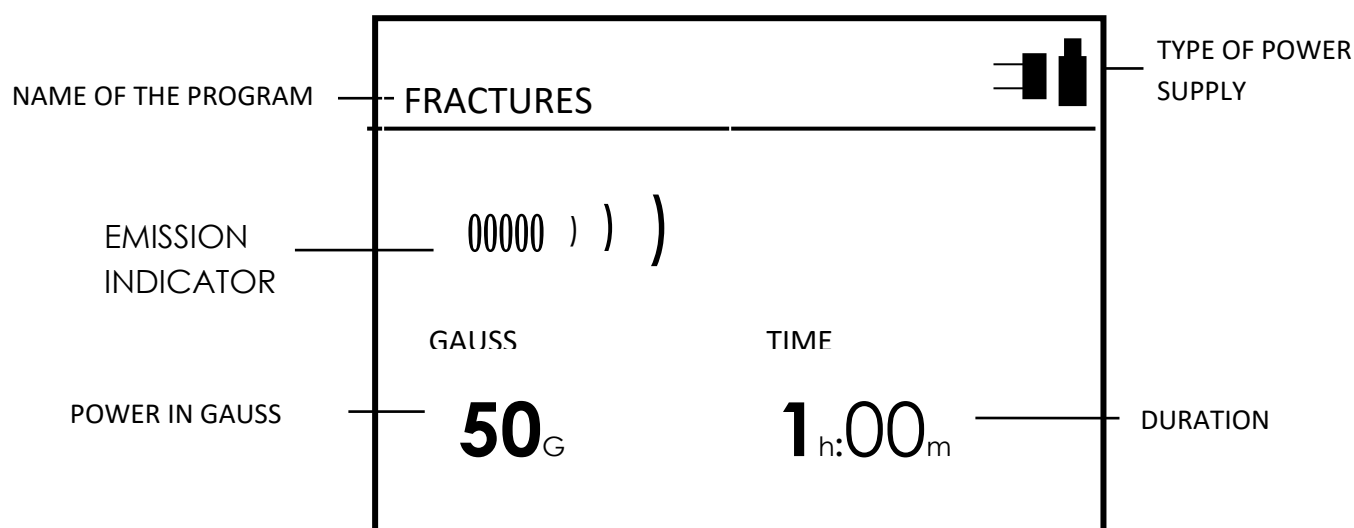 TYPE OF POWER
SUPPLY
NAME OF THE PROGRAM
FRACTURES
EMISSION
INDICATOR
00000 ) ) )
GAUSS
TIME
POWER IN GAUSS
50G
1h:00m
DURATION